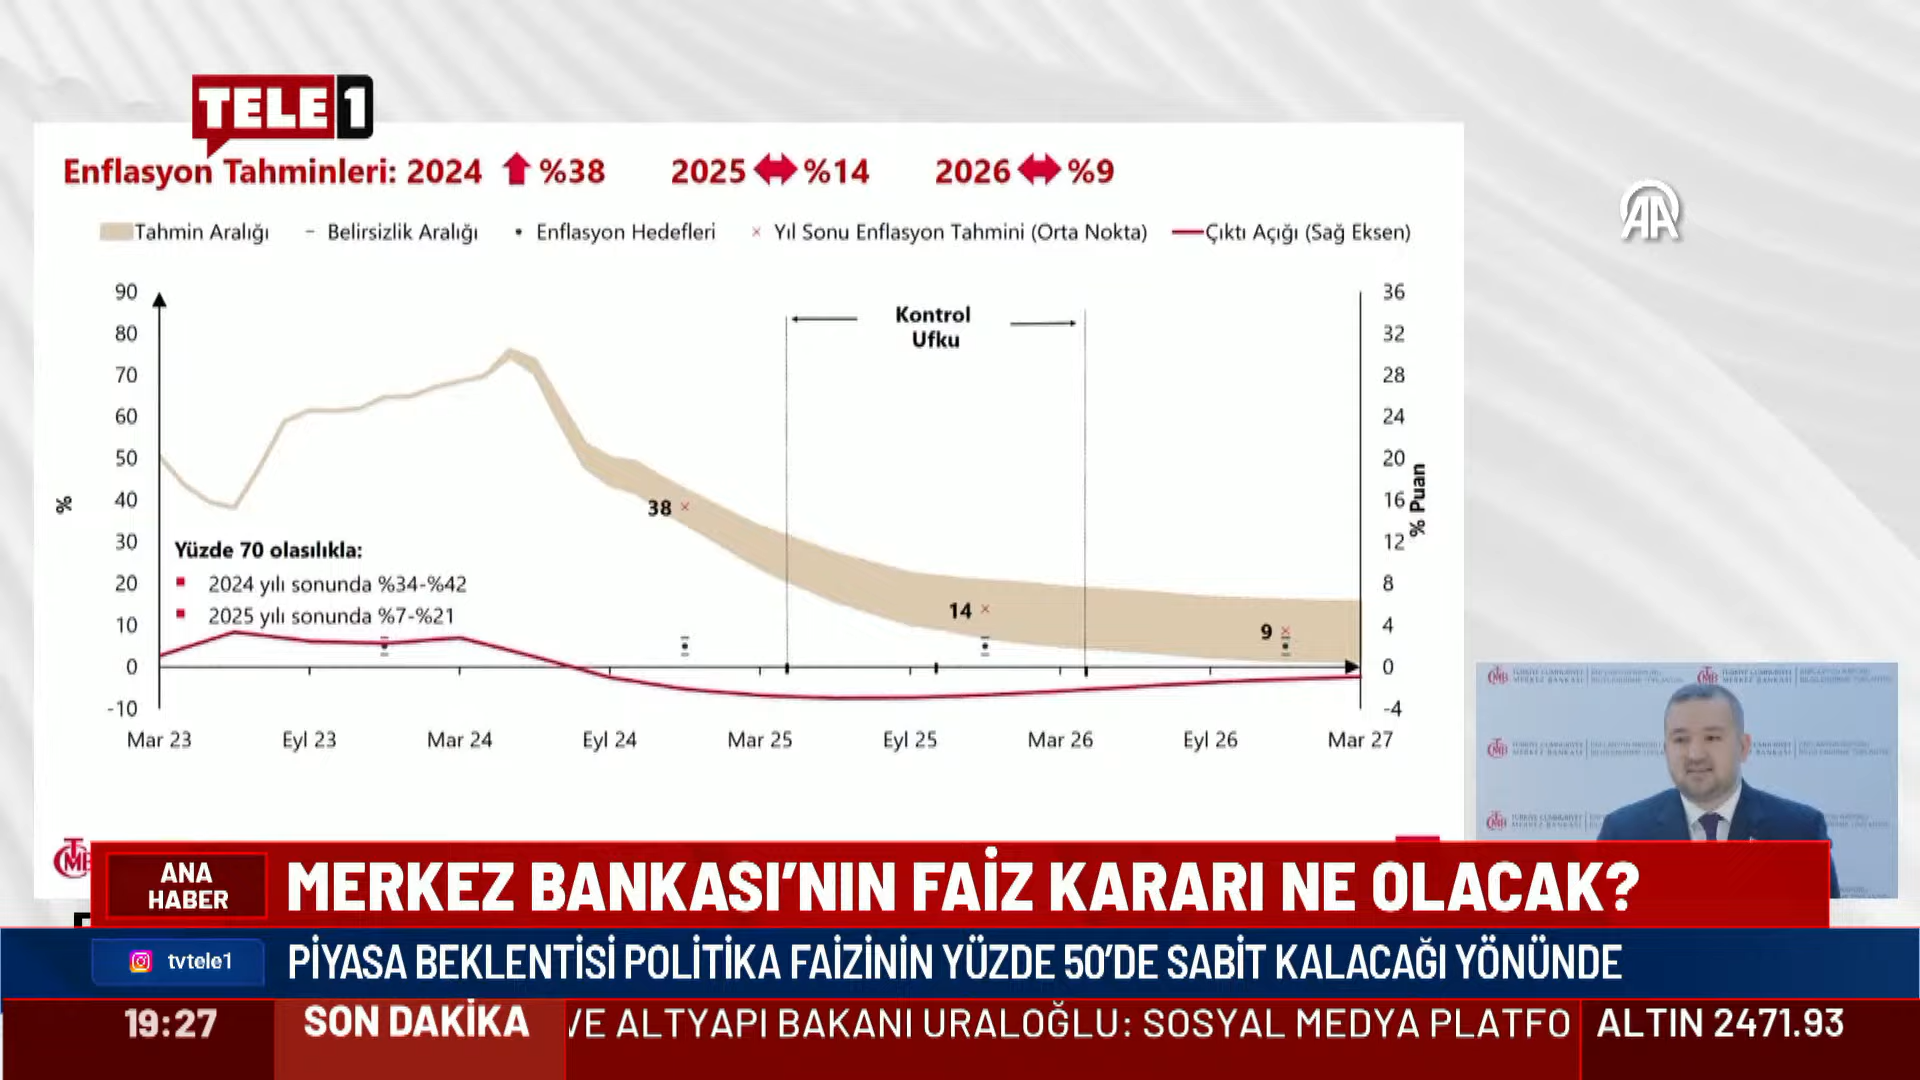 TELE1
Enflasyon Tahminleri: 2024 %38 2025 %14 2026 %9
Tahmin Aralığı
Belirsizlik Aralığı
Enflasyon Hedefleri
Yıl Sonu Enflasyon Tahmini (Orta Nokta)
Çıktı Açığı (Sağ Eksen)
AA
90
80
70
60
50
40
30
20
10
0
-10
%
Kontrol
Ufku
38
14
9
Yüzde 70 olasılıkla:
2024 yılı sonunda %34-%42
2025 yılı sonunda %7-%21
36
32
28
24
20
16
12
8
4
0
-4
% Puan
Mar 23 Eyl 23 Mar 24 Eyl 24 Mar 25 Eyl 25 Mar 26 Eyl 26 Mar 27
TÜRKİYE CUMHURİYET
MERKEZ BANKASI
ANA
HABER
MERKEZ BANKASI’NIN FAİZ KARARI NE OLACAK?
tvtele1
PİYASA BEKLENTİSİ POLİTİKA FAİZİNİN YÜZDE 50’DE SABİT KALACAĞI YÖNÜNDE
19:27
SON DAKİKA
VE ALTYAPI BAKANI URALOĞLU: SOSYAL MEDYA PLATFO
ALTIN 2471.93